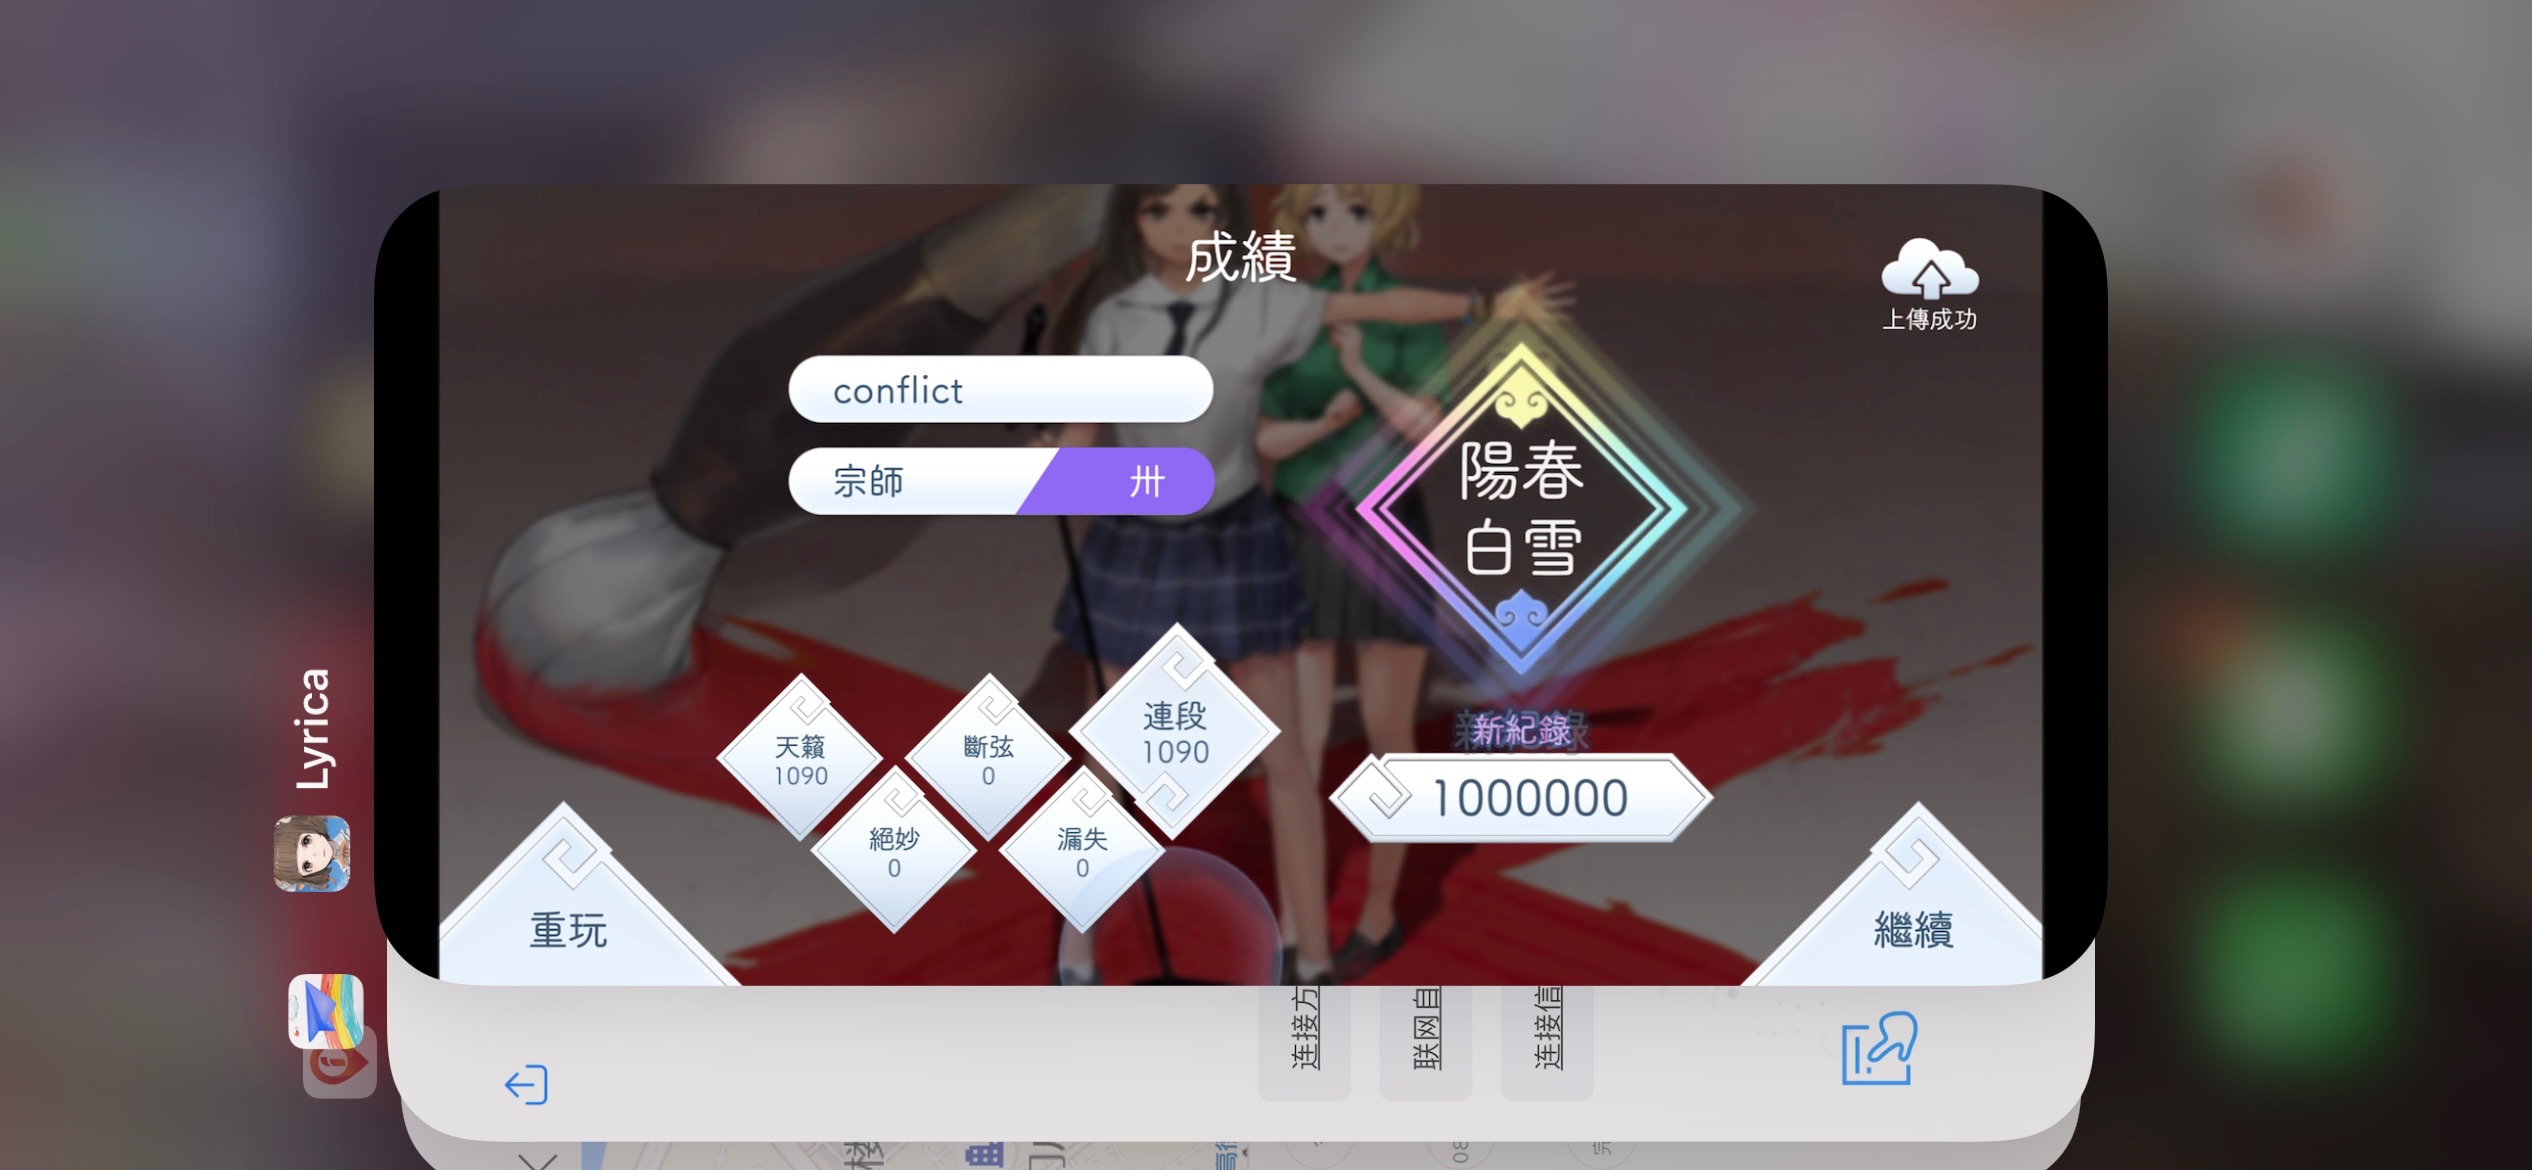 成績
上傳成功
conflict
宗師 卅
陽春
白雪
天籟
1090
斷弦
0
連段
1090
絕妙
0
漏失
0
新紀錄
1000000
重玩
繼續
Lyrica
连接方
联网自
连接信